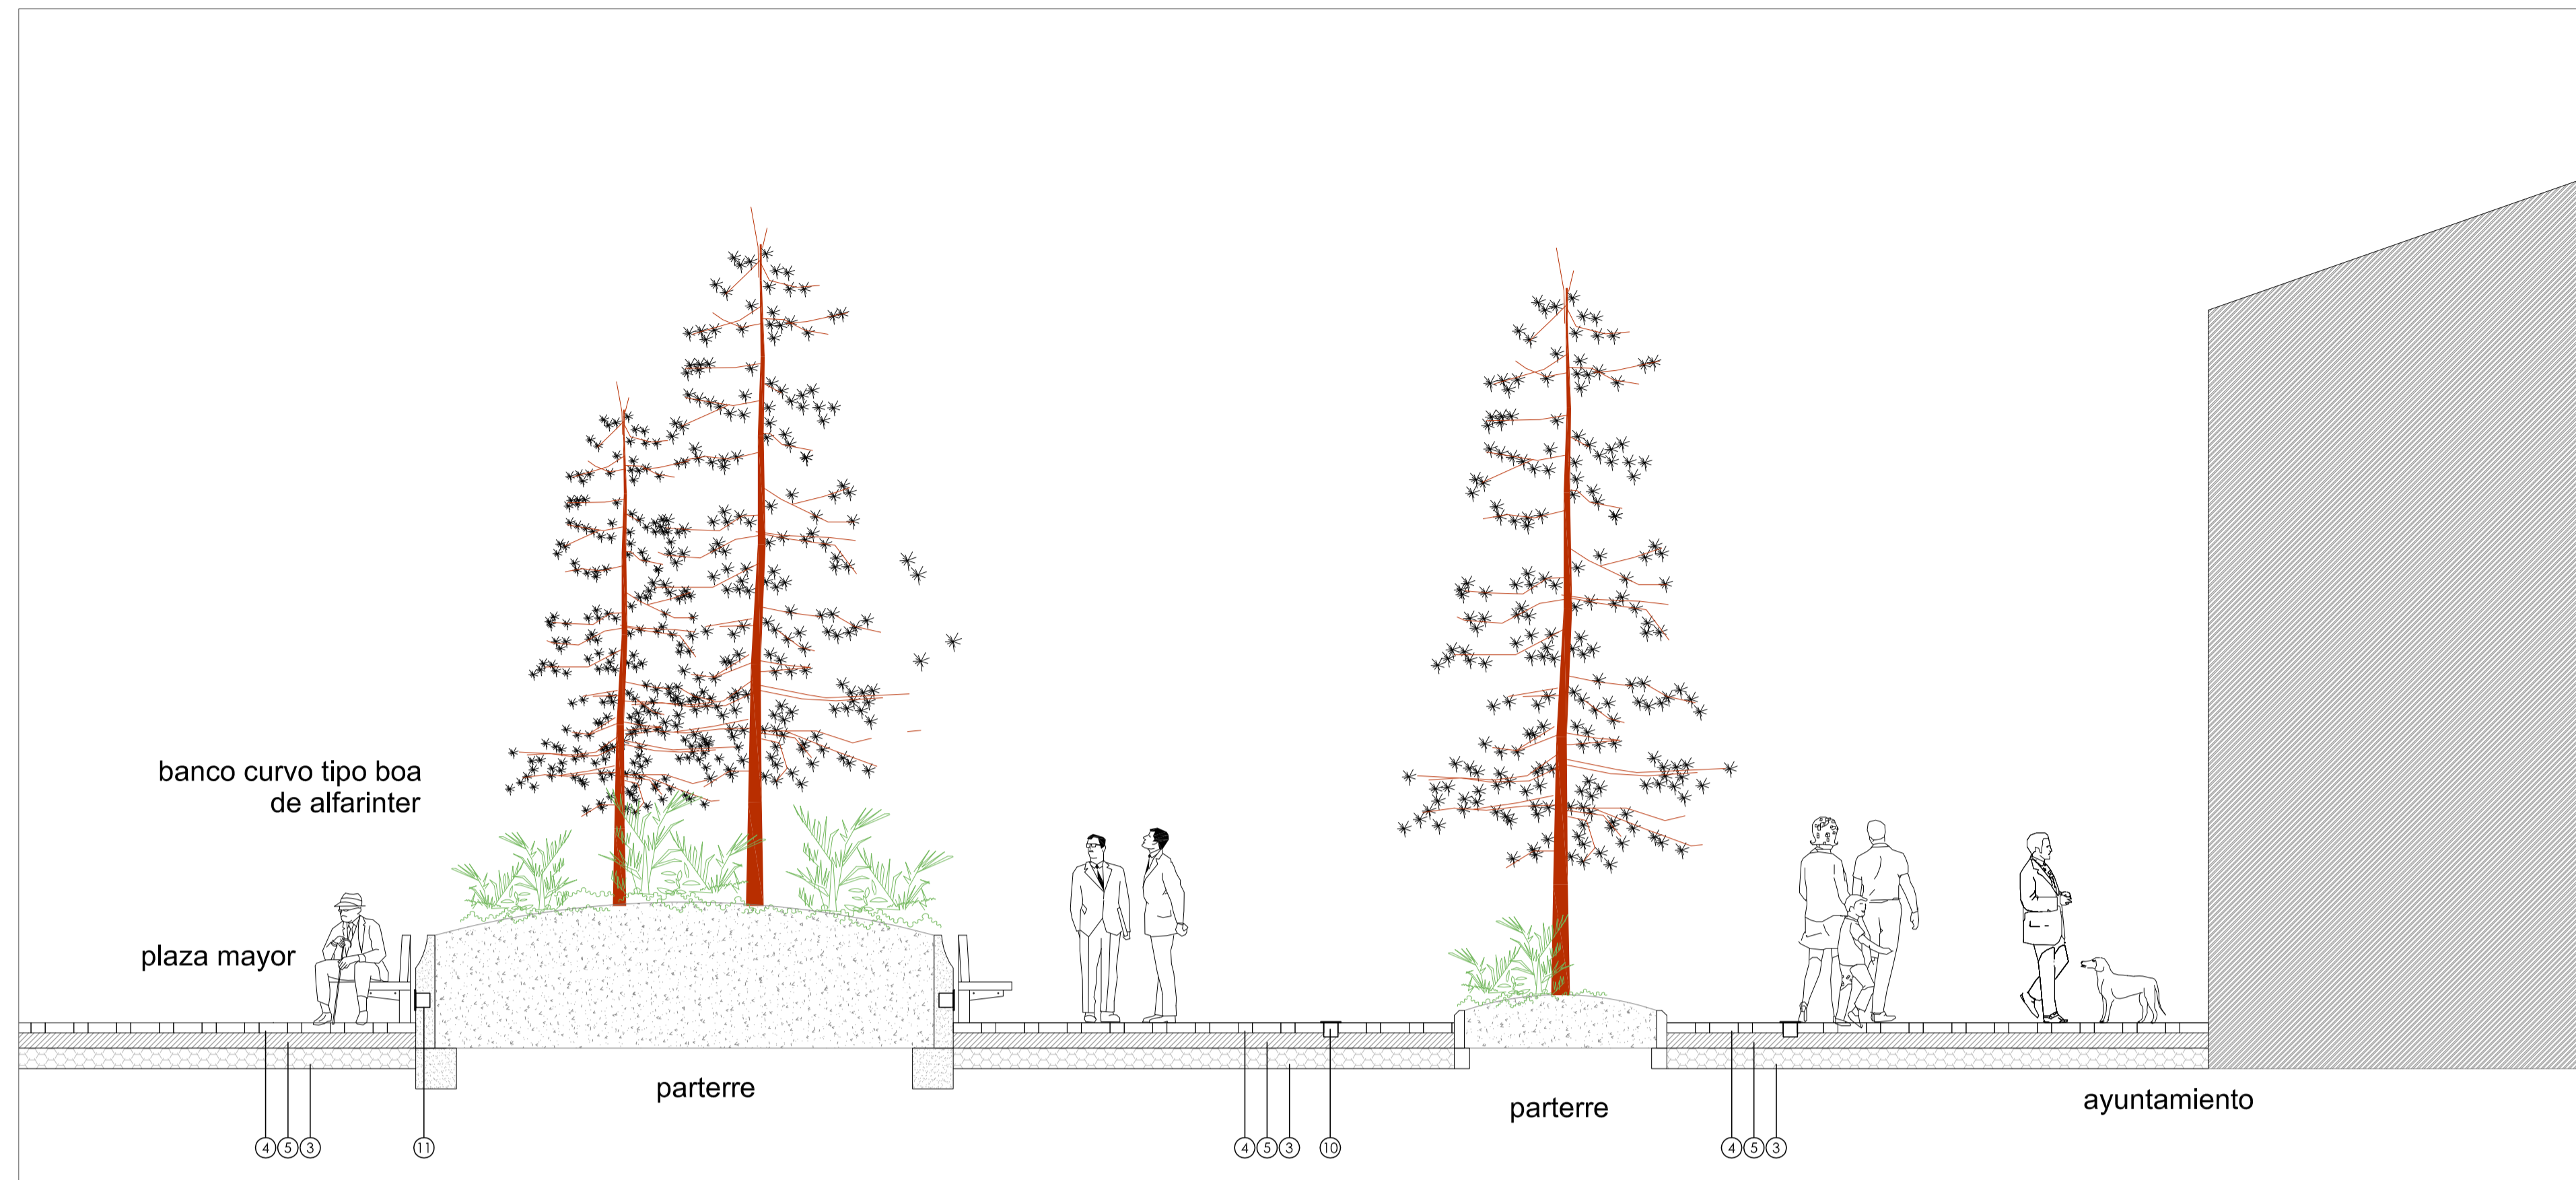 banco curvo tipo boa
de alfarinter
plaza mayor
parterre
parterre
ayuntamiento
4 5 3 11 4 5 3 10 4 5 3